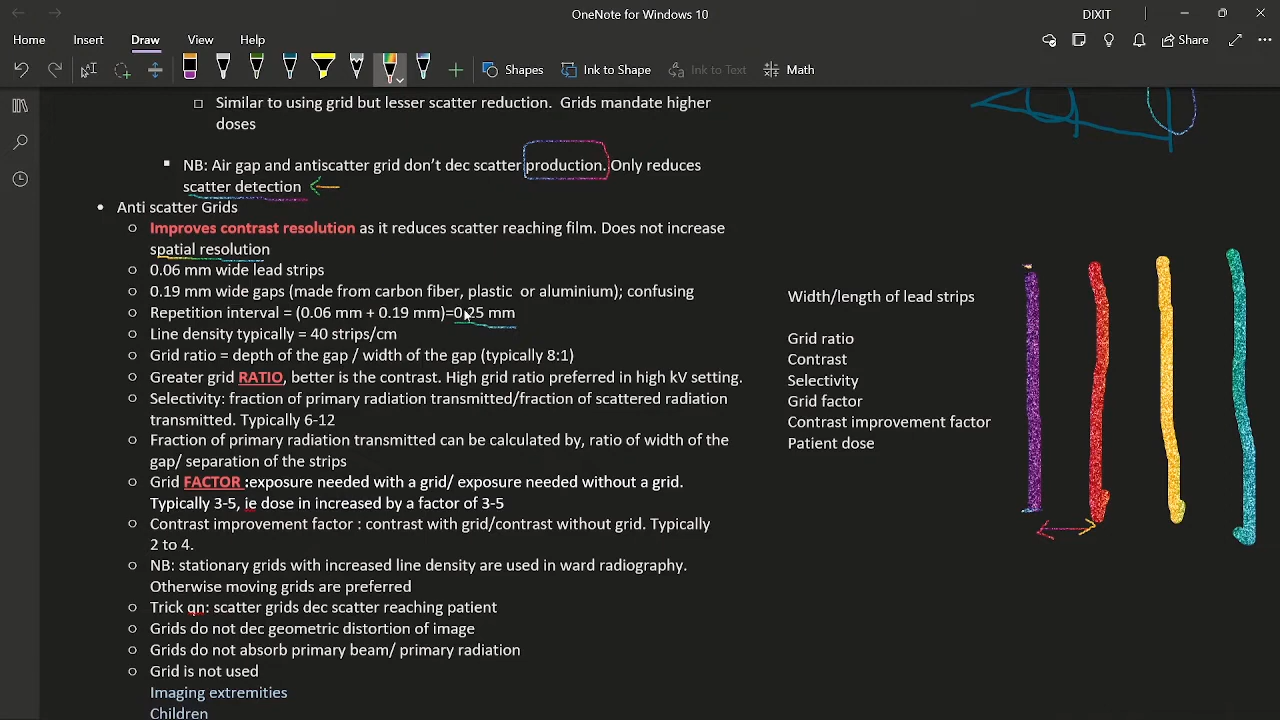 OneNote for Windows 10
DIXIT
Home Insert Draw View Help
Share
Shapes Ink to Shape Ink to Text Math
Similar to using grid but lesser scatter reduction. Grids mandate higher
doses
NB: Air gap and antiscatter grid don't dec scatter production. Only reduces
scatter detection
Anti scatter Grids
Improves contrast resolution as it reduces scatter reaching film. Does not increase
spatial resolution
0.06 mm wide lead strips
0.19 mm wide gaps (made from carbon fiber, plastic or aluminium); confusing
Repetition interval = (0.06 mm + 0.19 mm)=0.25 mm
Line density typically = 40 strips/cm
Grid ratio = depth of the gap / width of the gap (typically 8:1)
Greater grid RATIO, better is the contrast. High grid ratio preferred in high kV setting.
Selectivity: fraction of primary radiation transmitted/fraction of scattered radiation
transmitted. Typically 6-12
Fraction of primary radiation transmitted can be calculated by, ratio of width of the
gap/ separation of the strips
Grid FACTOR :exposure needed with a grid/ exposure needed without a grid.
Typically 3-5, ie dose in increased by a factor of 3-5
Contrast improvement factor : contrast with grid/contrast without grid. Typically
2 to 4.
NB: stationary grids with increased line density are used in ward radiography.
Otherwise moving grids are preferred
Trick qn: scatter grids dec scatter reaching patient
Grids do not dec geometric distortion of image
Grids do not absorb primary beam/ primary radiation
Grid is not used
Imaging extremities
Children
Width/length of lead strips
Grid ratio
Contrast
Selectivity
Grid factor
Contrast improvement factor
Patient dose